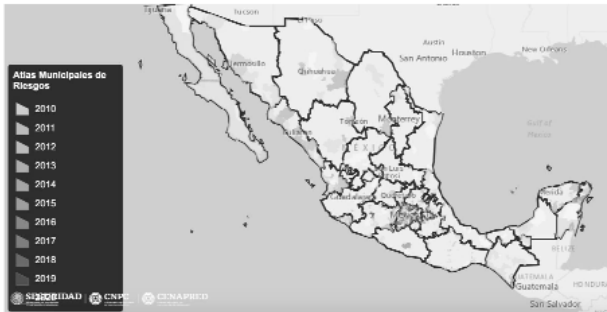 Tijuana
Tucson
El Paso
Dallas
Austin
San Antonio
Houston
New Orleans
Hermosillo
Chihuahua
Atlas Municipales de
Riesgos
2010
2011
2012
2013
2014
2015
2016
2017
2018
2019
Torreón
Monterrey
Culiacán
MÉXICO
Gulf of
Mexico
San Luis
Potosí
Guadalajara
Querétaro
Mérida
BELIZE
GUATEMALA
Guatemala
HONDURAS
San Salvador
SEGURIDAD
CNPC
CENAPRED